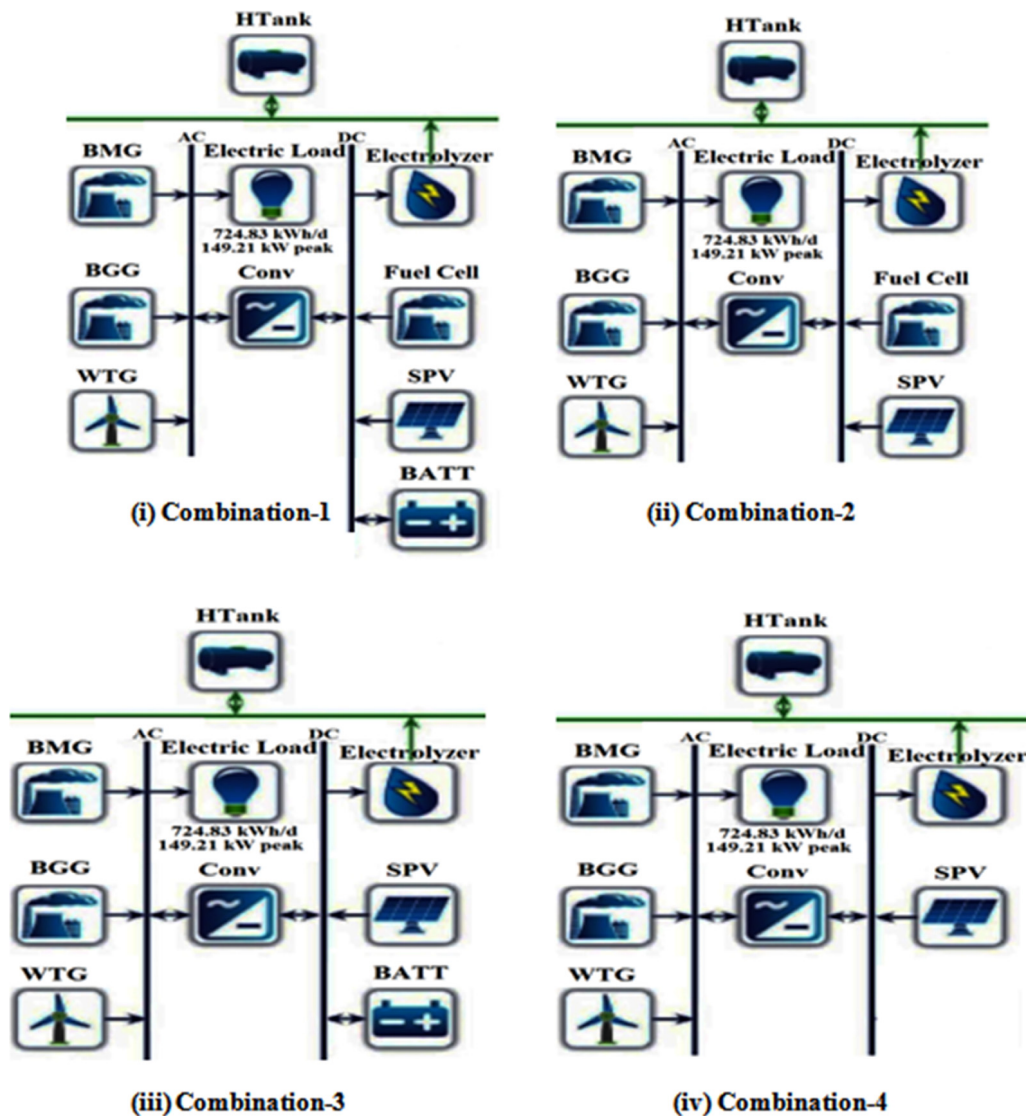 HTank
AC
DC
BMG
Electric Load
Electrolyzer
724.83 kWh/d
149.21 kW peak
BGG
Conv
Fuel Cell
WTG
SPV
BATT
(i) Combination-1
HTank
AC
DC
BMG
Electric Load
Electrolyzer
724.83 kWh/d
149.21 kW peak
BGG
Conv
Fuel Cell
WTG
SPV
(ii) Combination-2
HTank
AC
DC
BMG
Electric Load
Electrolyzer
724.83 kWh/d
149.21 kW peak
BGG
Conv
SPV
WTG
BATT
(iii) Combination-3
HTank
AC
DC
BMG
Electric Load
Electrolyzer
724.83 kWh/d
149.21 kW peak
BGG
Conv
SPV
WTG
(iv) Combination-4